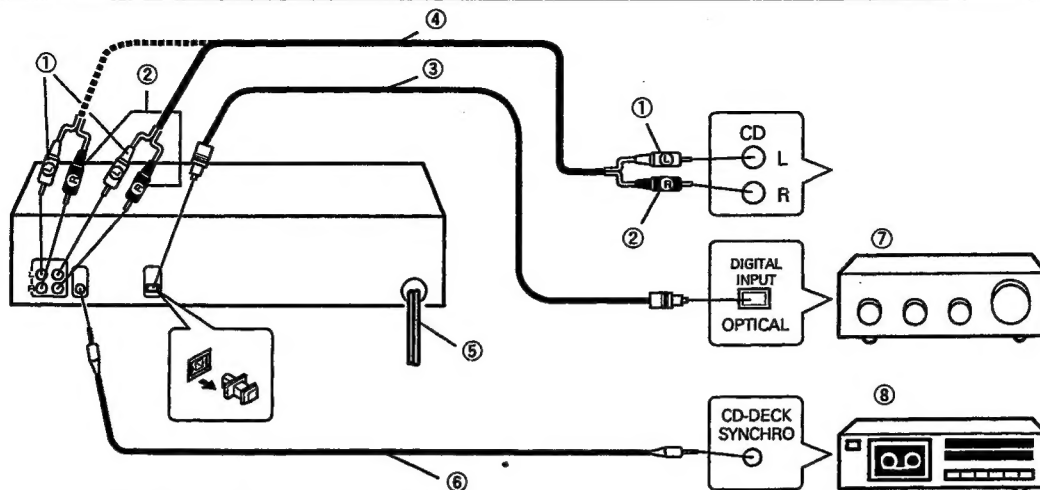 ④
③
①
②
①
CD
L
R
②
L
R
L
R
L
R
⑦
DIGITAL
INPUT
OPTICAL
⑤
⑧
CD-DECK
SYNCHRO
⑥